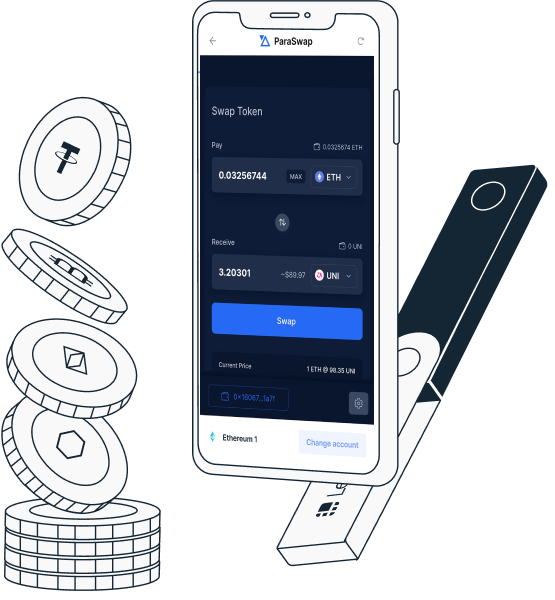 ParaSwap
Swap Token
Pay
0.0325674 ETH
0.03256744
MAX
ETH
Receive
0 UNI
3.20301
~$89.97
UNI
Swap
Current Price
1 ETH @ 98.35 UNI
0x16067...1a7f
Ethereum 1
Change account